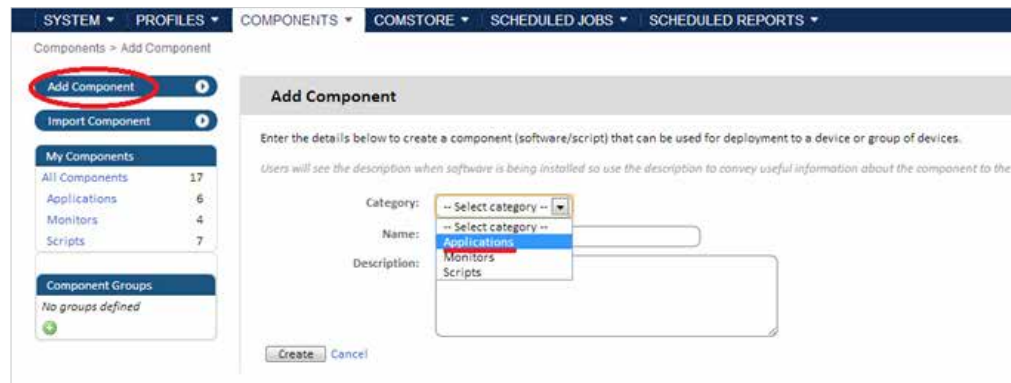 SYSTEM PROFILES COMPONENTS COMSTORE SCHEDULED JOBS SCHEDULED REPORTS
Components > Add Component
Add Component
Import Component
My Components
All Components 17
Applications 6
Monitors 4
Scripts 7
Component Groups
No groups defined
Add Component
Enter the details below to create a component (software/script) that can be used for deployment to a device or group of devices.
Users will see the description when software is being installed so use the description to convey useful information about the component to the
Category: -- Select category --
-- Select category --
Applications
Monitors
Scripts
Name:
Description:
Create Cancel